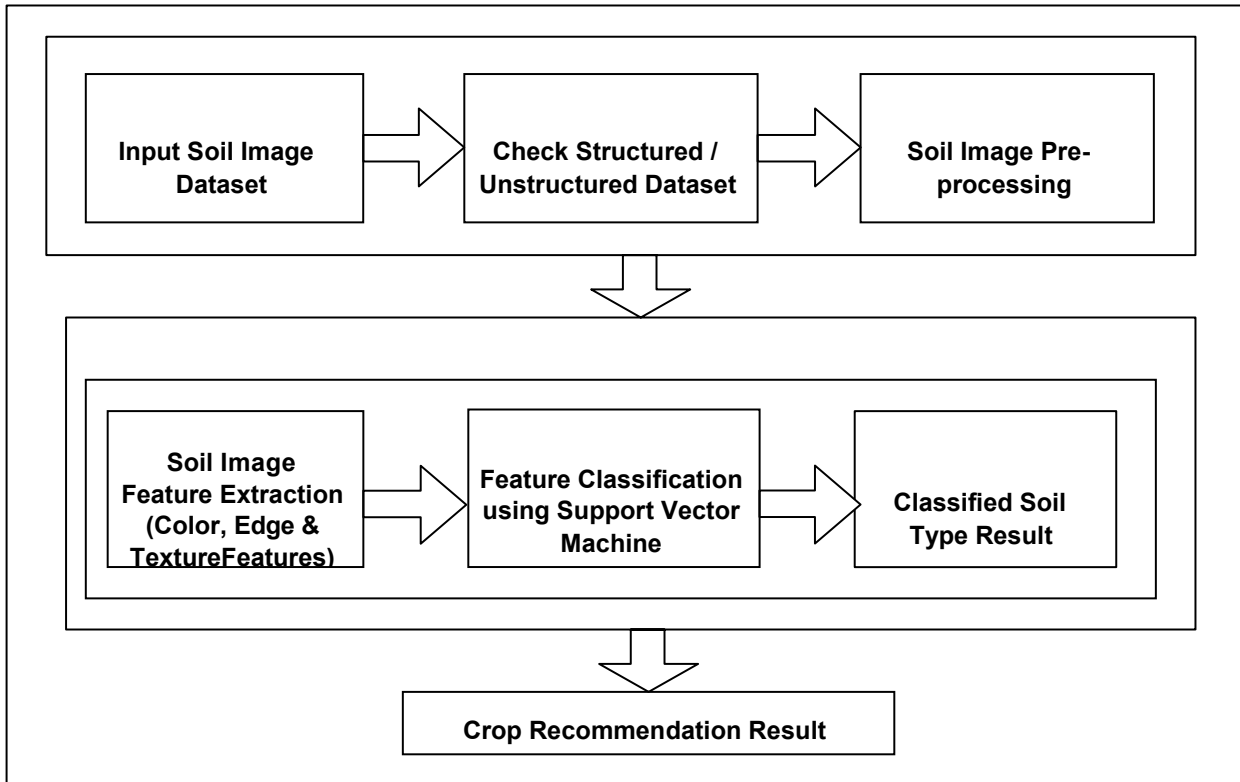 Input Soil Image
Dataset
Check Structured /
Unstructured Dataset
Soil Image Pre-
processing
Soil Image
Feature Extraction
(Color, Edge &
TextureFeatures)
Feature Classification
using Support Vector
Machine
Classified Soil
Type Result
Crop Recommendation Result